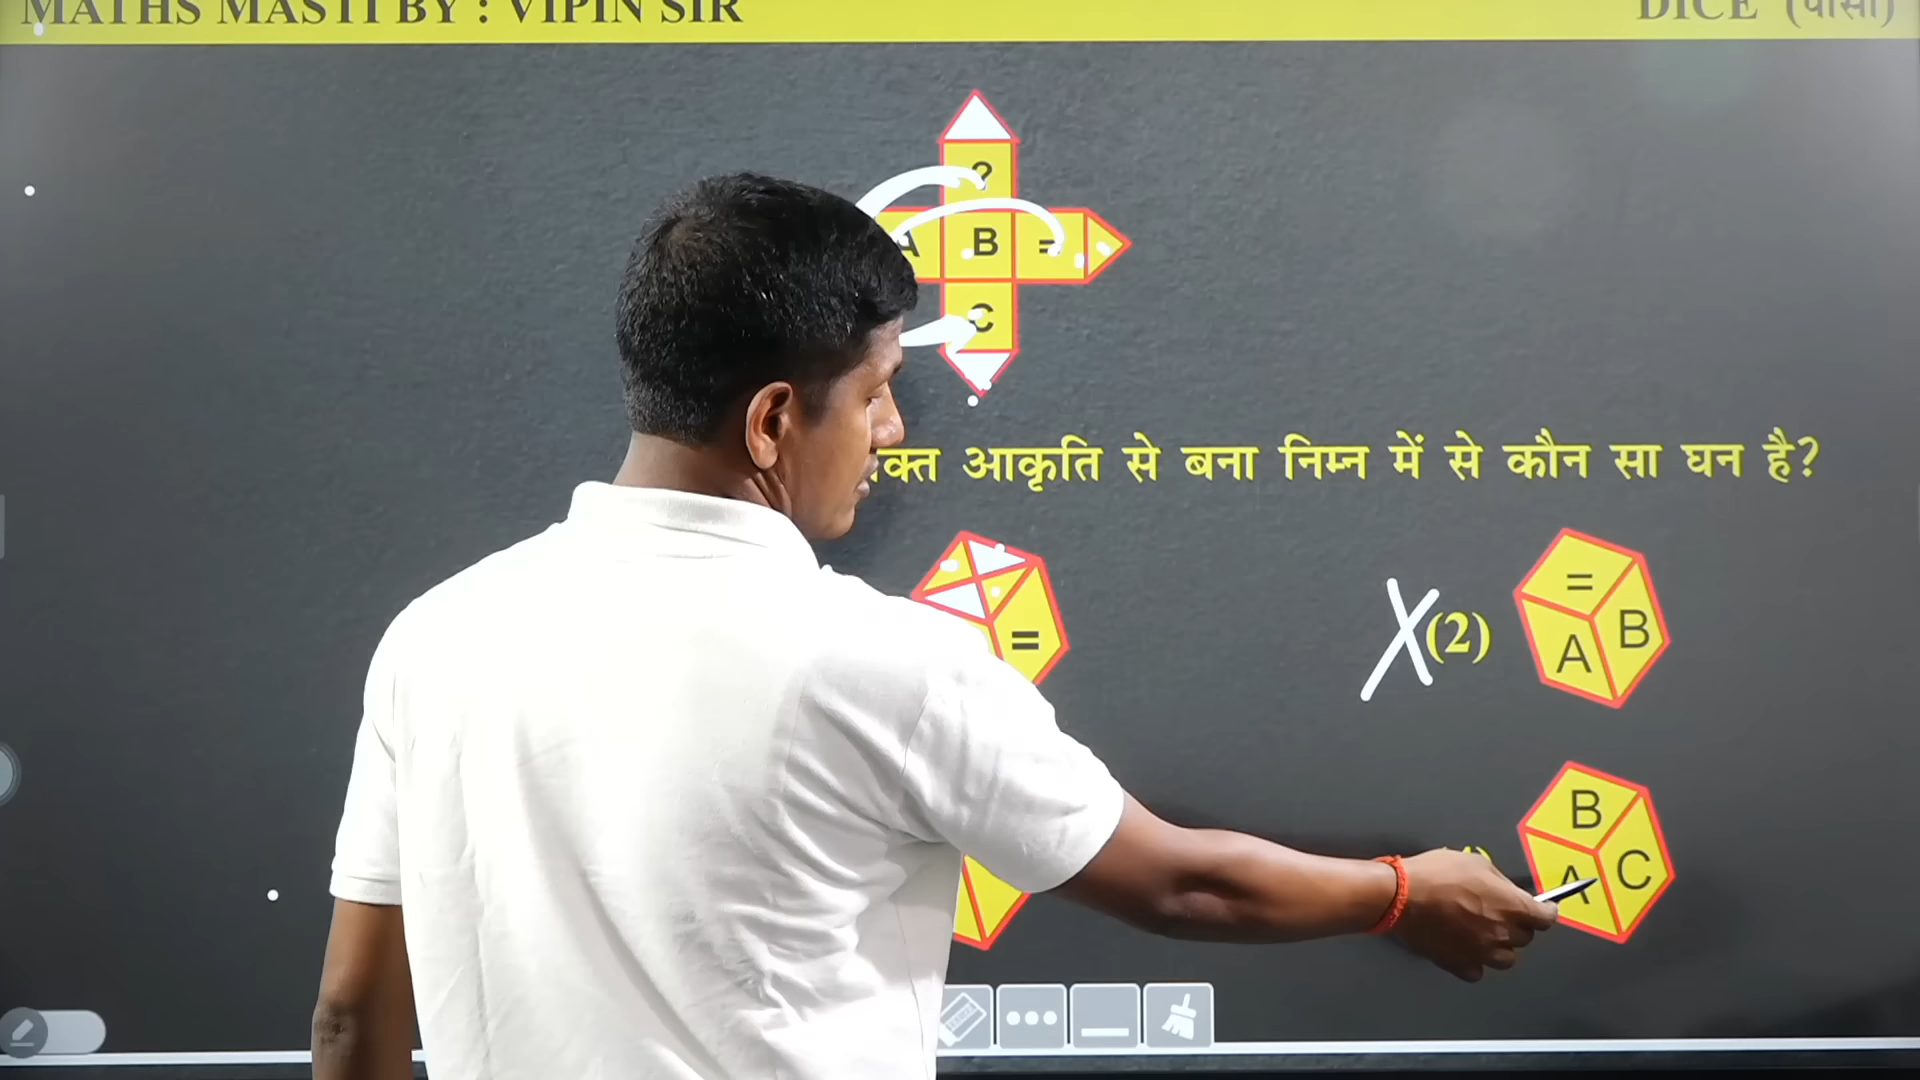 MATHS MASTI BY : VIPIN SIR DICE (पासा)
?
A B =
C
आकृति से बना निम्न में से कौन सा घन है?
=
X (2) = A B
B A C